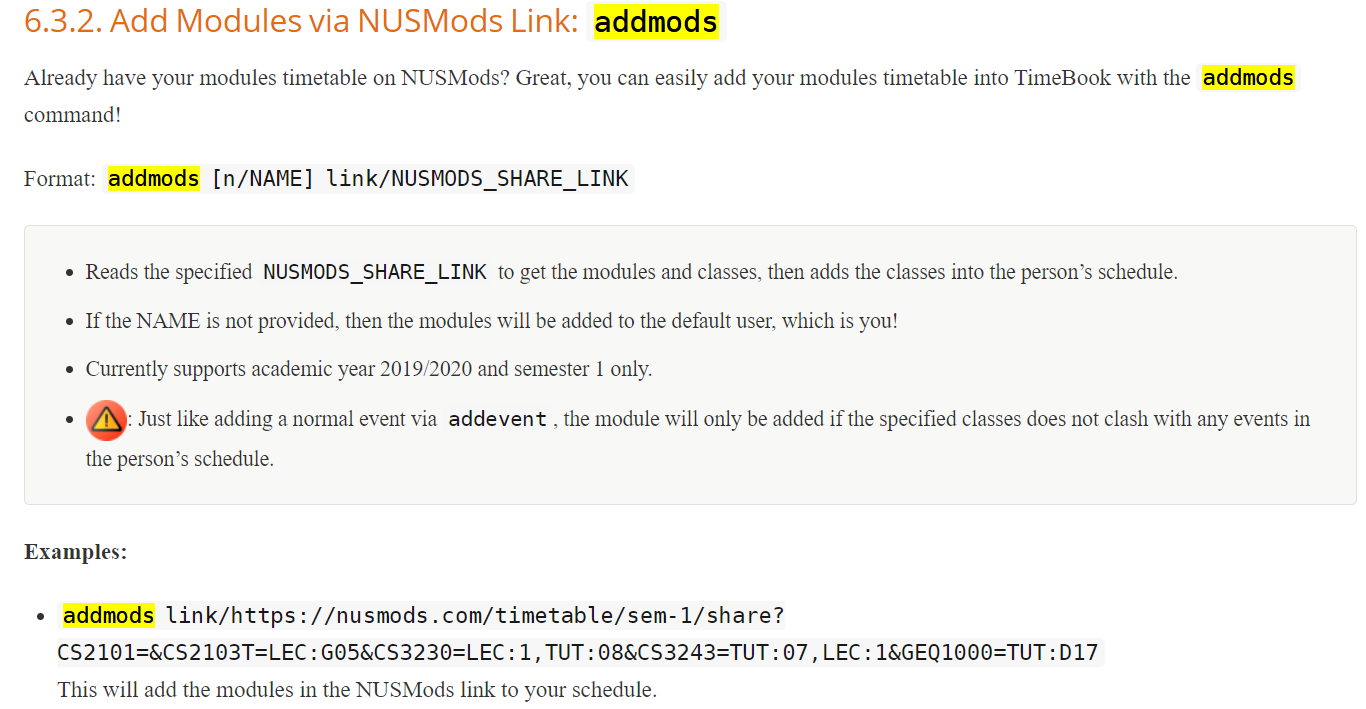 6.3.2. Add Modules via NUSMods Link: addmods
Already have your modules timetable on NUSMods? Great, you can easily add your modules timetable into TimeBook with the addmods
command!
Format: addmods [n/NAME] link/NUSMODS_SHARE_LINK
• Reads the specified NUSMODS_SHARE_LINK to get the modules and classes, then adds the classes into the person’s schedule.
• If the NAME is not provided, then the modules will be added to the default user, which is you!
• Currently supports academic year 2019/2020 and semester 1 only.
• : Just like adding a normal event via addevent , the module will only be added if the specified classes does not clash with any events in
the person’s schedule.
Examples:
• addmods link/https://nusmods.com/timetable/sem-1/share?
CS2101=&CS2103T=LEC:G05&CS3230=LEC:1,TUT:08&CS3243=TUT:07,LEC:1&GEQ1000=TUT:D17
This will add the modules in the NUSMods link to your schedule.